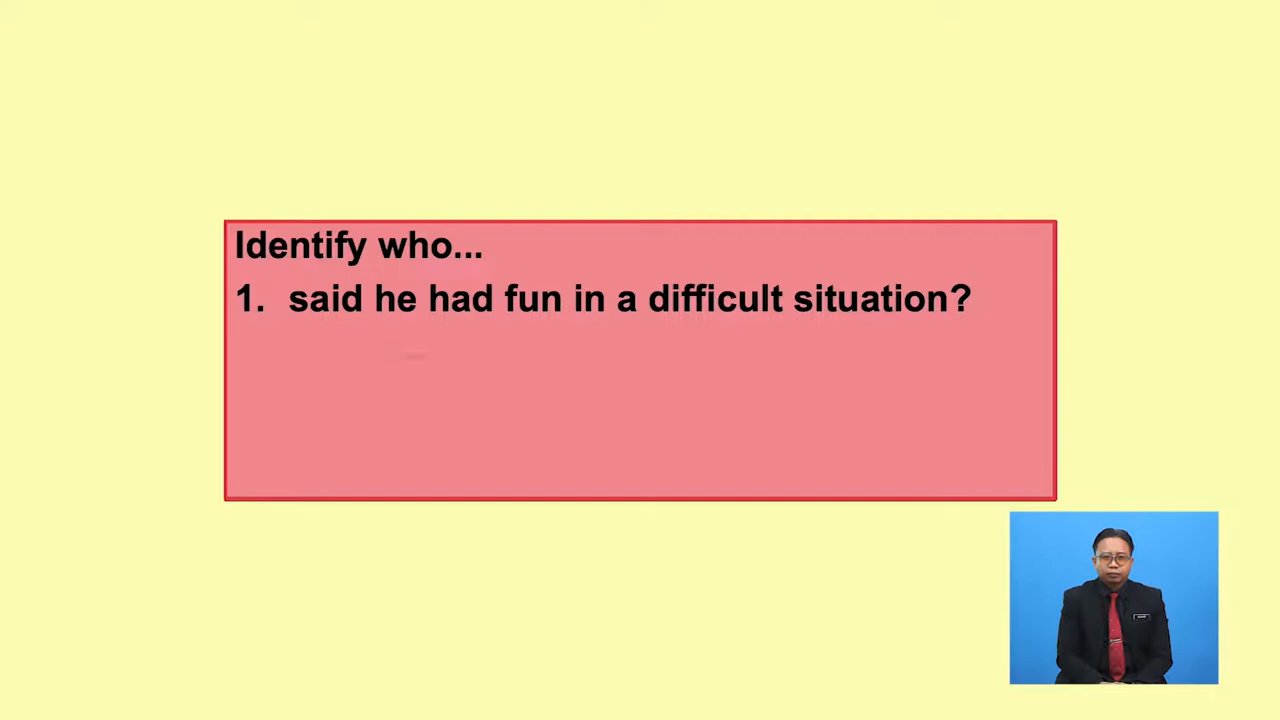 Identify who...
1. said he had fun in a difficult situation?